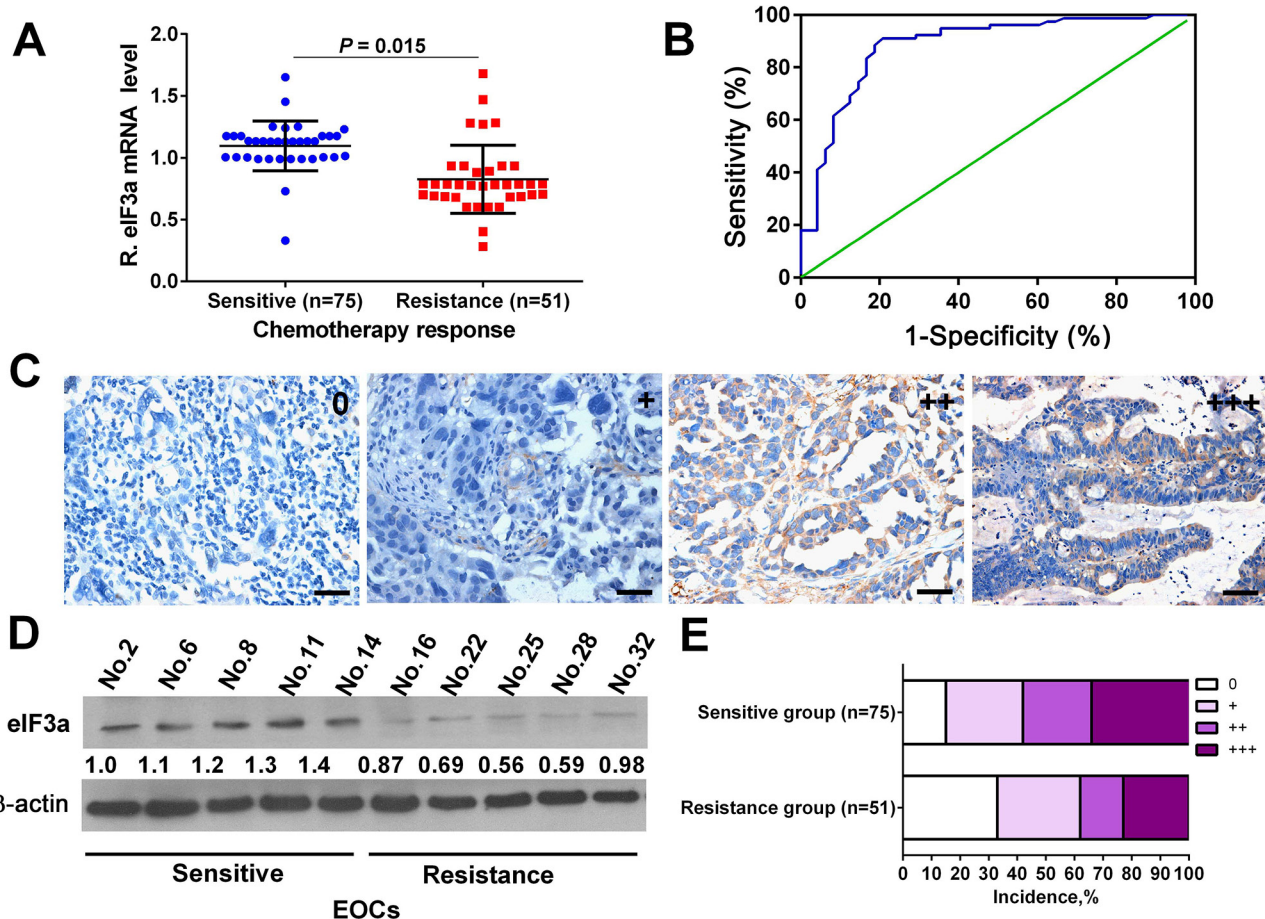 A
R. eIF3a mRNA level
2.0
1.5
1.0
0.5
0.0
P = 0.015
Sensitive (n=75) Resistance (n=51)
Chemotherapy response
B
Sensitivity (%)
100
80
60
40
20
0
0 20 40 60 80 100
1-Specificity (%)
C
0
+
++
+++
D
No.2 No.6 No.8 No.11 No.14 No.16 No.22 No.25 No.28 No.32
eIF3a
1.0 1.1 1.2 1.3 1.4 0.87 0.69 0.56 0.59 0.98
β-actin
Sensitive Resistance
EOCs
E
Sensitive group (n=75)
Resistance group (n=51)
0
+
++
+++
0 10 20 30 40 50 60 70 80 90 100
Incidence,%